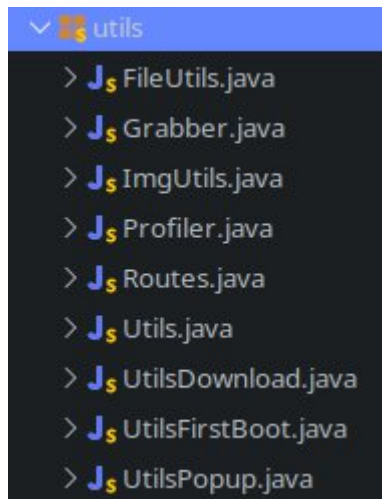 utils
FileUtils.java
Grabber.java
ImgUtils.java
Profiler.java
Routes.java
Utils.java
UtilsDownload.java
UtilsFirstBoot.java
UtilsPopup.java